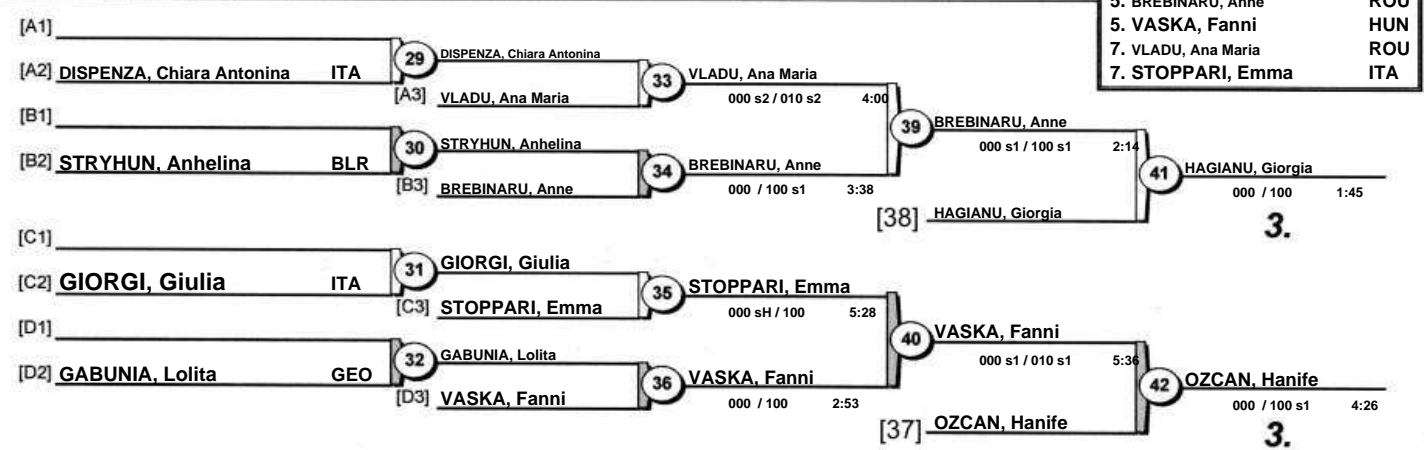 5. BREBINARU, Anne ROU
5. VASKA, Fanni HUN
7. VLADU, Ana Maria ROU
7. STOPPARI, Emma ITA
[A1]
[A2] DISPENZA, Chiara Antonina ITA
29
DISPENZA, Chiara Antonina
[A3] VLADU, Ana Maria
33
VLADU, Ana Maria
000 s2 / 010 s2 4:00
[B1]
[B2] STRYHUN, Anhelina BLR
30
STRYHUN, Anhelina
[B3] BREBINARU, Anne
34
BREBINARU, Anne
000 / 100 s1 3:38
39
BREBINARU, Anne
000 s1 / 100 s1 2:14
[38] HAGIANU, Giorgia
41
HAGIANU, Giorgia
000 / 100 1:45
3.
[C1]
[C2] GIORGI, Giulia ITA
31
GIORGI, Giulia
[C3] STOPPARI, Emma
35
STOPPARI, Emma
000 sH / 100 5:28
[D1]
[D2] GABUNIA, Lolita GEO
32
GABUNIA, Lolita
[D3] VASKA, Fanni
36
VASKA, Fanni
000 / 100 2:53
40
VASKA, Fanni
000 s1 / 010 s1 5:36
[37] OZCAN, Hanife
42
OZCAN, Hanife
000 / 100 s1 4:26
3.